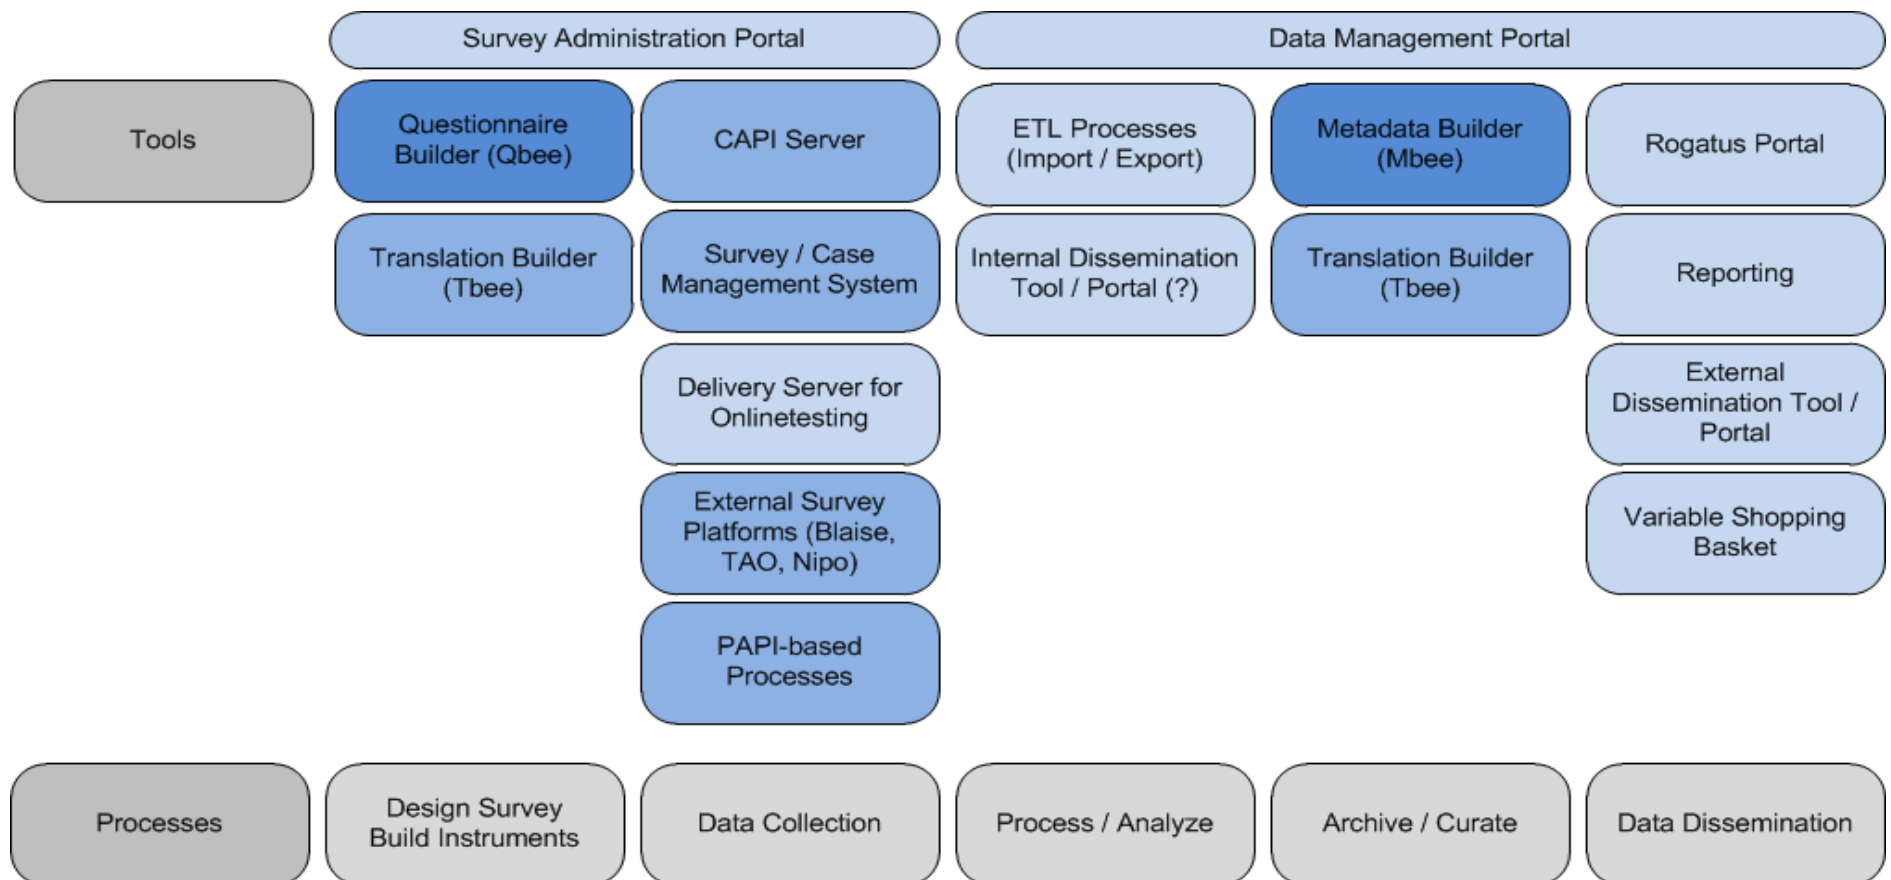 Survey Administration Portal
Data Management Portal
Tools
Questionnaire
Builder (Qbee)
CAPI Server
ETL Processes
(Import / Export)
Metadata Builder
(Mbee)
Rogatus Portal
Translation Builder
(Tbee)
Survey / Case
Management System
Internal Dissemination
Tool / Portal (?)
Translation Builder
(Tbee)
Reporting
Delivery Server for
Onlinetesting
External
Dissemination Tool /
Portal
External Survey
Platforms (Blaise,
TAO, Nipo)
Variable Shopping
Basket
PAPI-based
Processes
Processes
Design Survey
Build Instruments
Data Collection
Process / Analyze
Archive / Curate
Data Dissemination